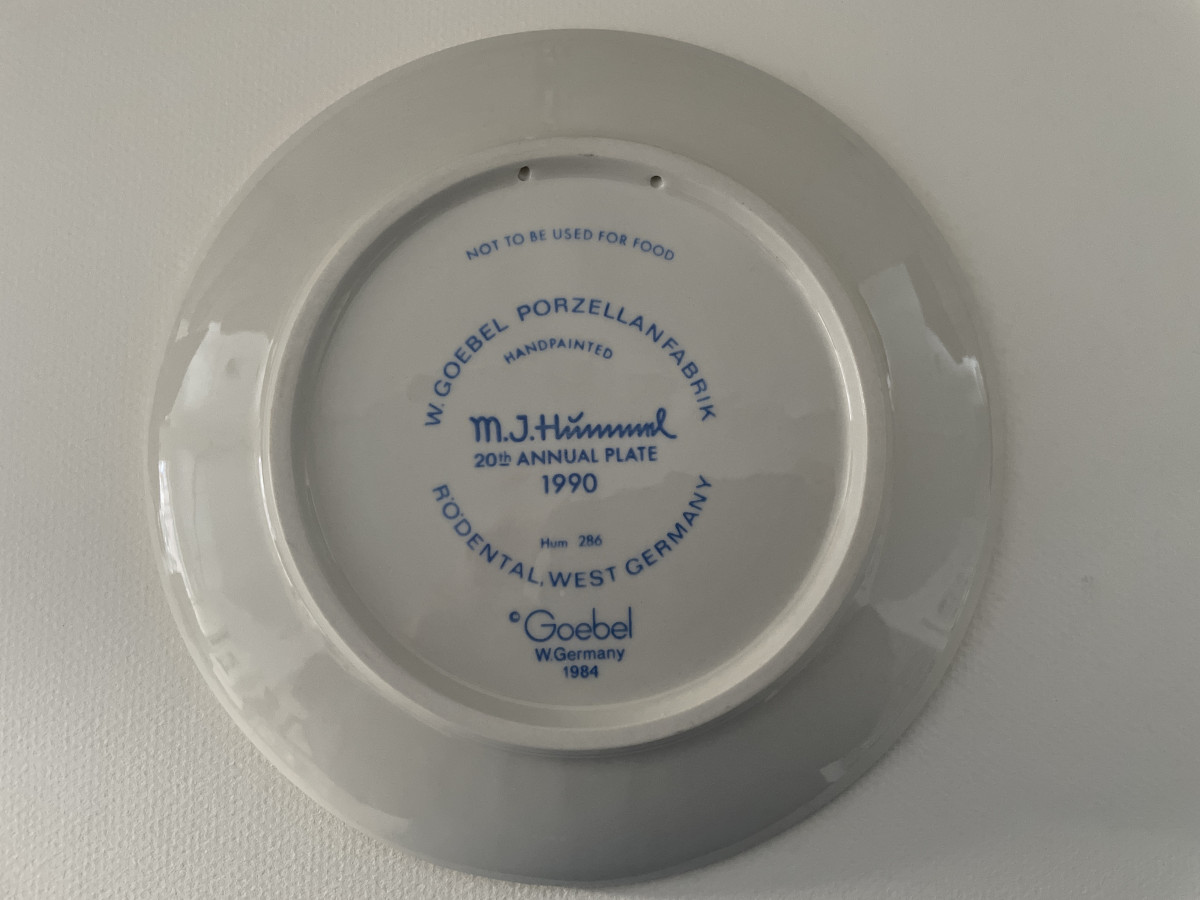 NOT TO BE USED FOR FOOD
W. GOEBEL PORZELLANFABRIK
HANDPAINTED
M.J.Hummel
20th ANNUAL PLATE
1990
Hum 286
RÖDENTAL, WEST GERMANY
© Goebel
W.Germany
1984